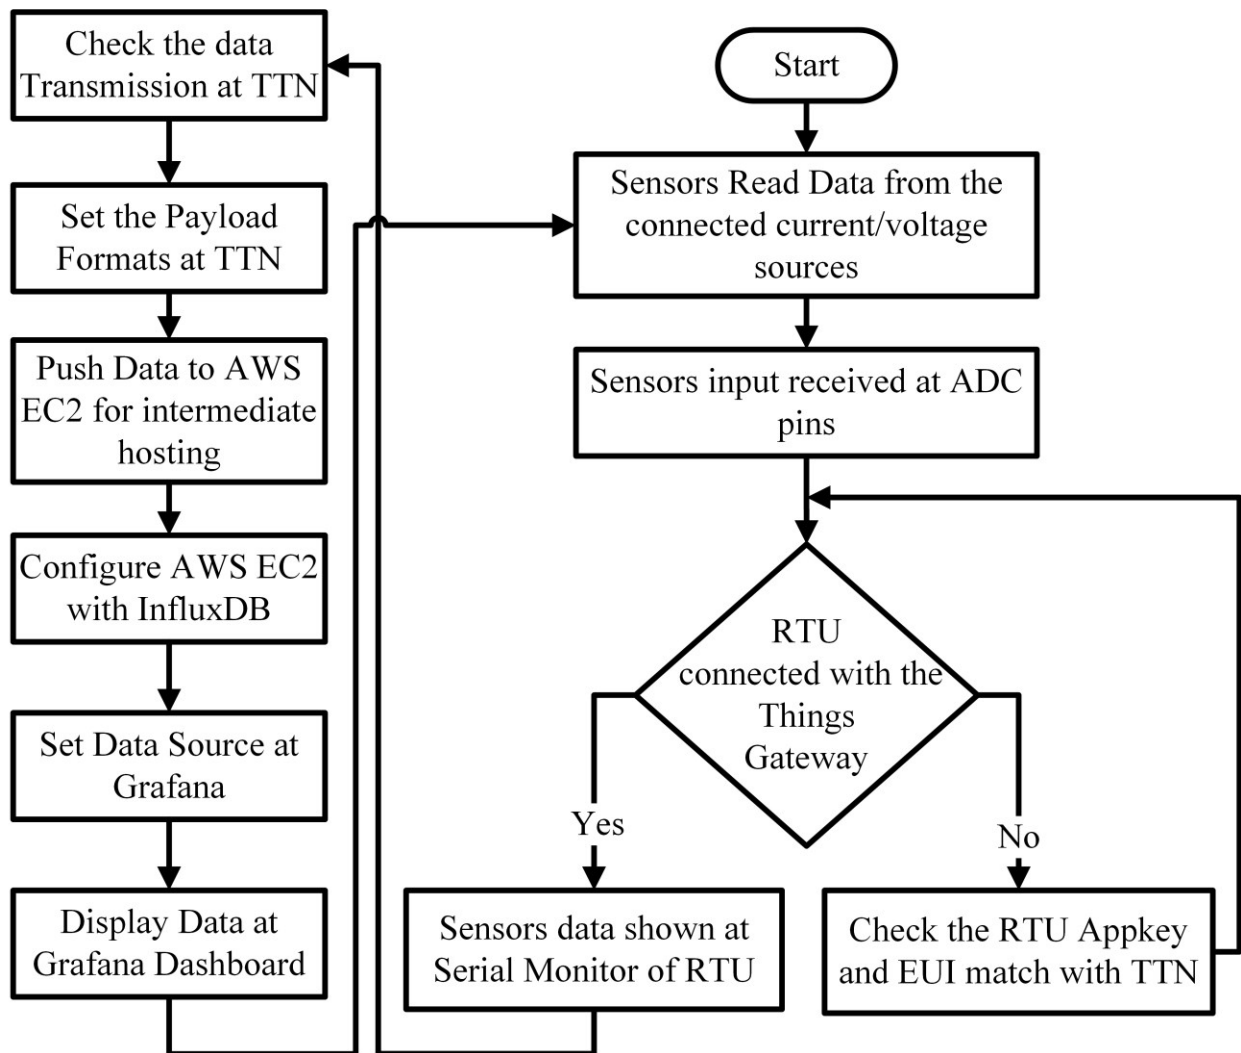 Start
Sensors Read Data from the
connected current/voltage
sources
Sensors input received at ADC
pins
RTU
connected with the
Things
Gateway
Yes
No
Sensors data shown at
Serial Monitor of RTU
Check the RTU Appkey
and EUI match with TTN
Check the data
Transmission at TTN
Set the Payload
Formats at TTN
Push Data to AWS
EC2 for intermediate
hosting
Configure AWS EC2
with InfluxDB
Set Data Source at
Grafana
Display Data at
Grafana Dashboard